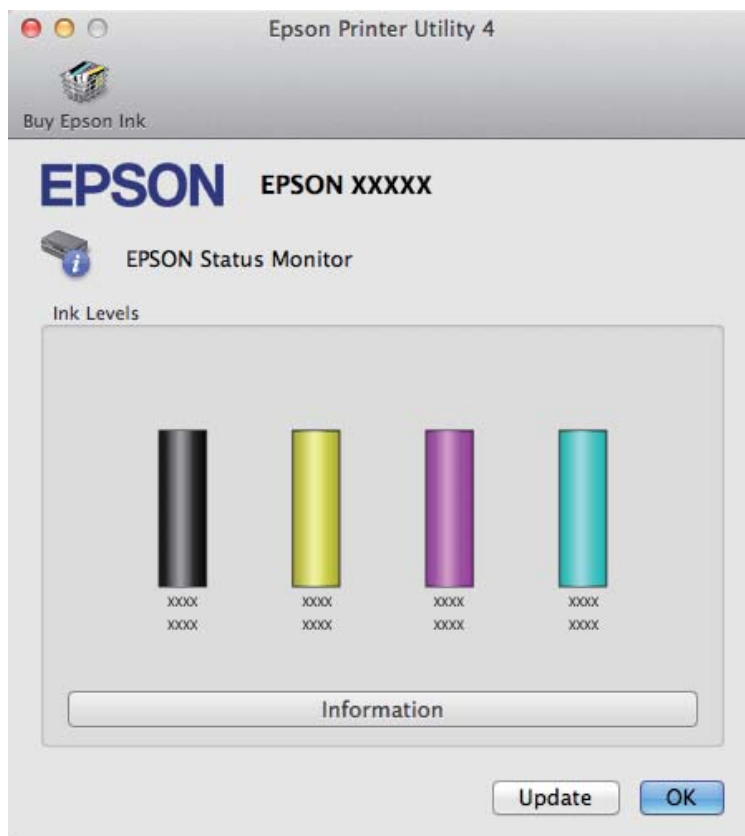 Epson Printer Utility 4
Buy Epson Ink
EPSON EPSON XXXXX
EPSON Status Monitor
Ink Levels
XXXX XXXX XXXX XXXX
XXXX XXXX XXXX XXXX
Information
Update OK